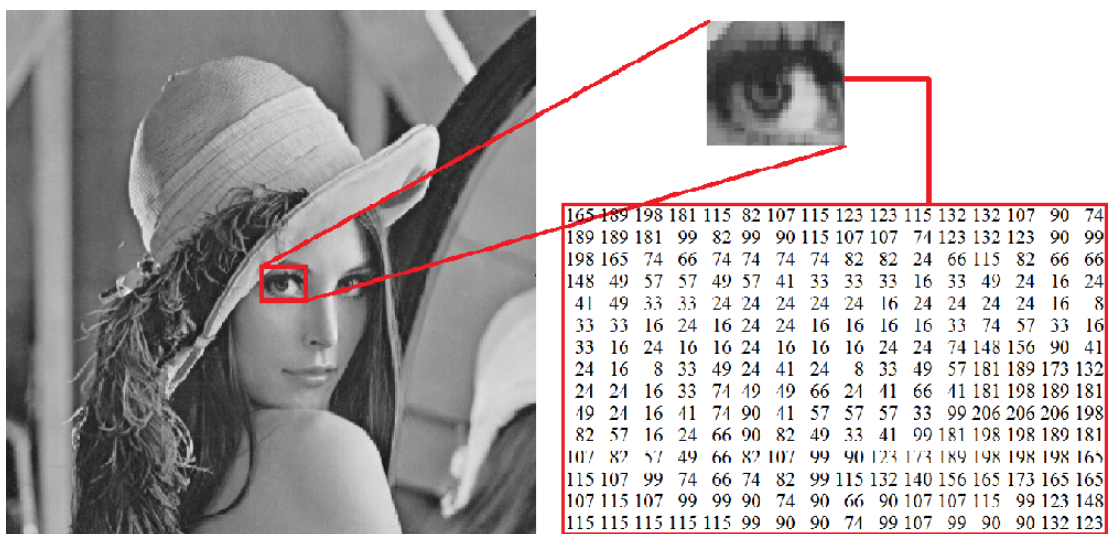 165 189 198 181 115 82 107 115 123 123 115 132 132 107 90 74
189 189 181 99 82 99 90 115 107 107 74 123 132 123 90 99
198 165 74 66 74 74 74 74 82 82 24 66 115 82 66 66
148 49 57 57 49 57 41 33 33 33 16 33 49 24 16 24
41 49 33 33 24 24 24 24 24 16 24 24 24 24 16 8
33 33 16 24 16 24 24 16 16 16 16 33 74 57 33 16
33 16 24 16 16 24 16 16 16 24 24 74 148 156 90 41
24 16 8 33 49 24 41 24 8 33 49 57 181 189 173 132
24 24 16 33 74 49 49 66 24 41 66 41 181 198 189 181
49 24 16 41 74 90 41 57 57 57 33 99 206 206 206 198
82 57 16 24 66 90 82 49 33 41 99 181 198 198 189 181
107 82 57 49 66 82 107 99 90 123 173 189 198 198 198 165
115 107 99 74 66 74 82 99 115 132 140 156 165 173 165 165
107 115 107 99 99 90 74 90 66 90 107 107 115 99 123 148
115 115 115 115 115 99 90 90 74 99 107 99 90 90 132 123